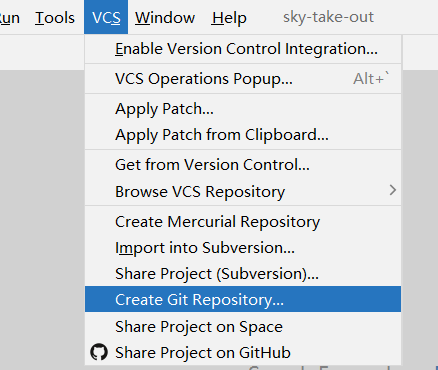 Run Tools VCS Window Help sky-take-out
Enable Version Control Integration...
VCS Operations Popup... Alt+`
Apply Patch...
Apply Patch from Clipboard...
Get from Version Control...
Browse VCS Repository
Create Mercurial Repository
Import into Subversion...
Share Project (Subversion)...
Create Git Repository...
Share Project on Space
Share Project on GitHub